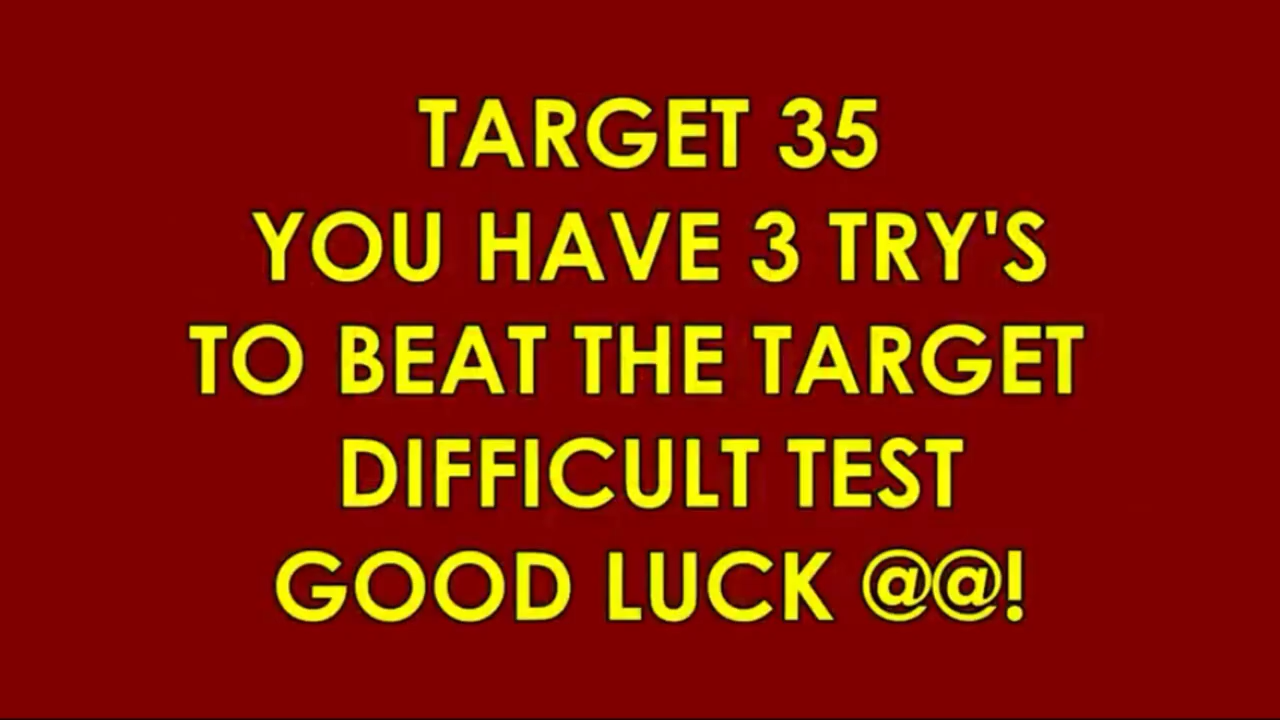 TARGET 35
YOU HAVE 3 TRY'S
TO BEAT THE TARGET
DIFFICULT TEST
GOOD LUCK @@!